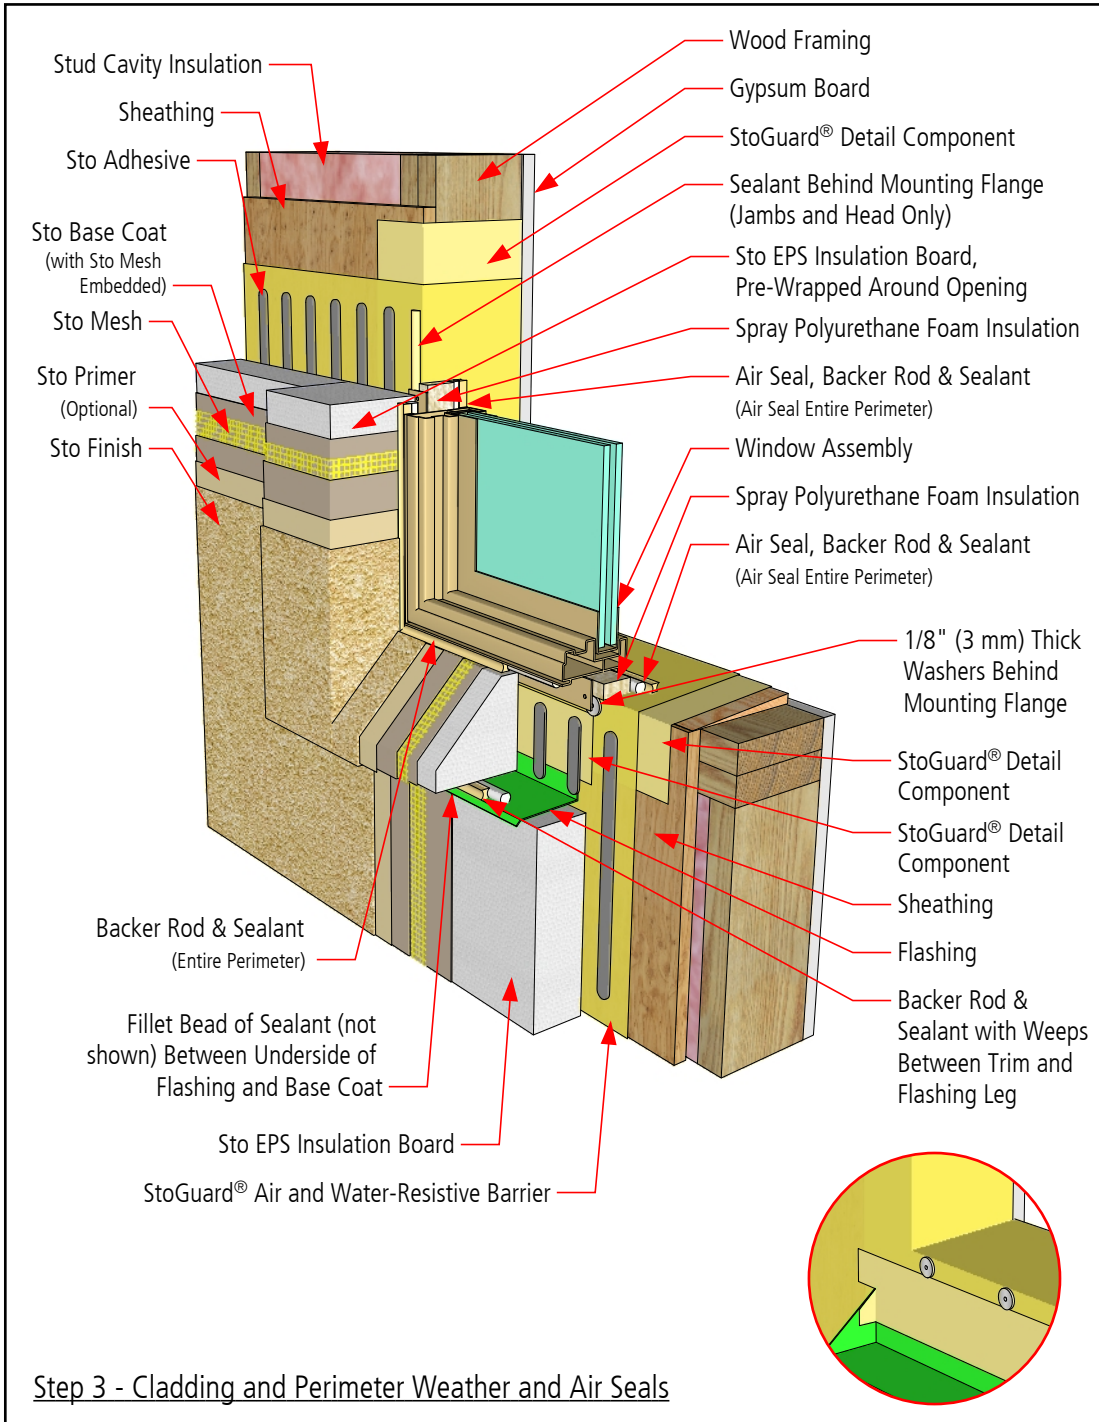 Stud Cavity Insulation
Sheathing
Sto Adhesive
Sto Base Coat
(with Sto Mesh
Embedded)
Sto Mesh
Sto Primer
(Optional)
Sto Finish
Wood Framing
Gypsum Board
StoGuard® Detail Component
Sealant Behind Mounting Flange
(Jambs and Head Only)
Sto EPS Insulation Board,
Pre-Wrapped Around Opening
Spray Polyurethane Foam Insulation
Air Seal, Backer Rod & Sealant
(Air Seal Entire Perimeter)
Window Assembly
Spray Polyurethane Foam Insulation
Air Seal, Backer Rod & Sealant
(Air Seal Entire Perimeter)
1/8" (3 mm) Thick
Washers Behind
Mounting Flange
StoGuard® Detail
Component
StoGuard® Detail
Component
Sheathing
Flashing
Backer Rod &
Sealant with Weeps
Between Trim and
Flashing Leg
Backer Rod & Sealant
(Entire Perimeter)
Fillet Bead of Sealant (not
shown) Between Underside of
Flashing and Base Coat
Sto EPS Insulation Board
StoGuard® Air and Water-Resistive Barrier
Step 3 - Cladding and Perimeter Weather and Air Seals